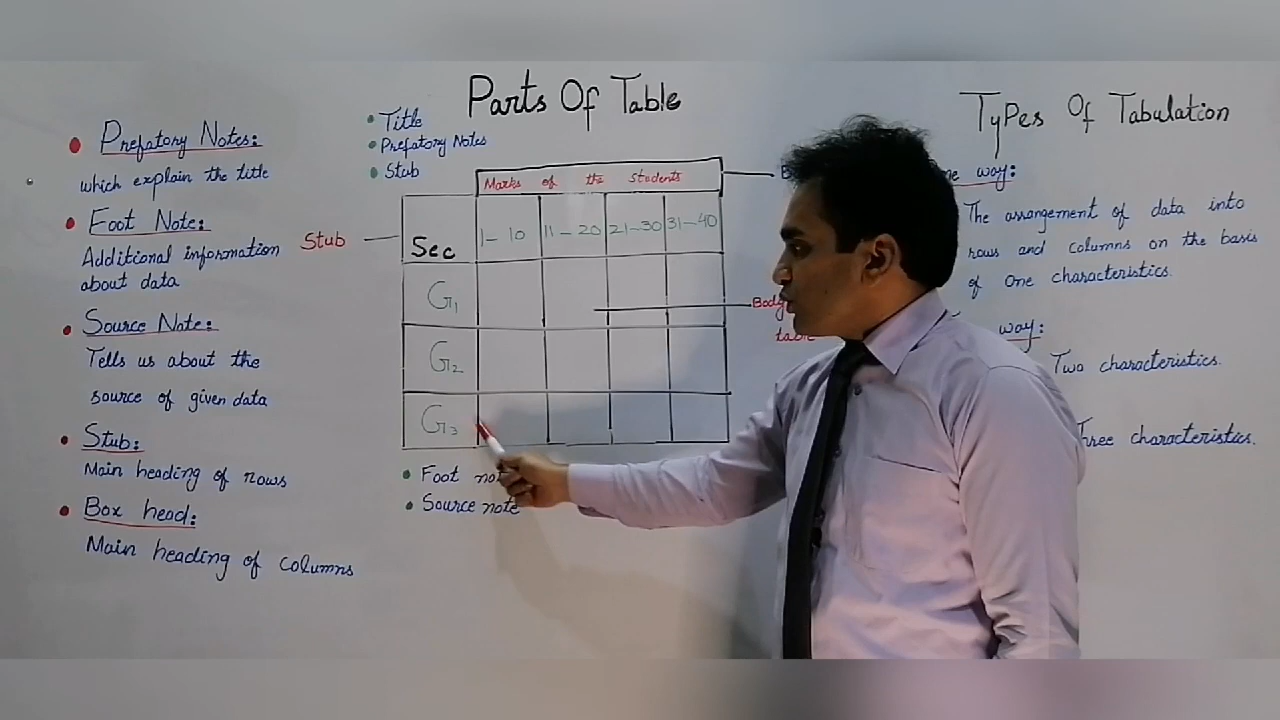 Parts Of Table
Types Of Tabulation
• Prefatory Notes:
which explain the title
• Foot Note:
Additional information
about data
• Source Note:
Tells us about the
source of given data
• Stub:
Main heading of rows
• Box head:
Main heading of columns
• Title
• Prefatory Notes
• Stub
Marks of the Students
Stub
Sec
1 - 10
11 - 20
21-30
31-40
G1
G2
G3
Body
• Foot
• Source note
way:
The arrangement of data into
rows and columns on the basis
of One characteristics.
way:
Two characteristics.
Three characteristics.